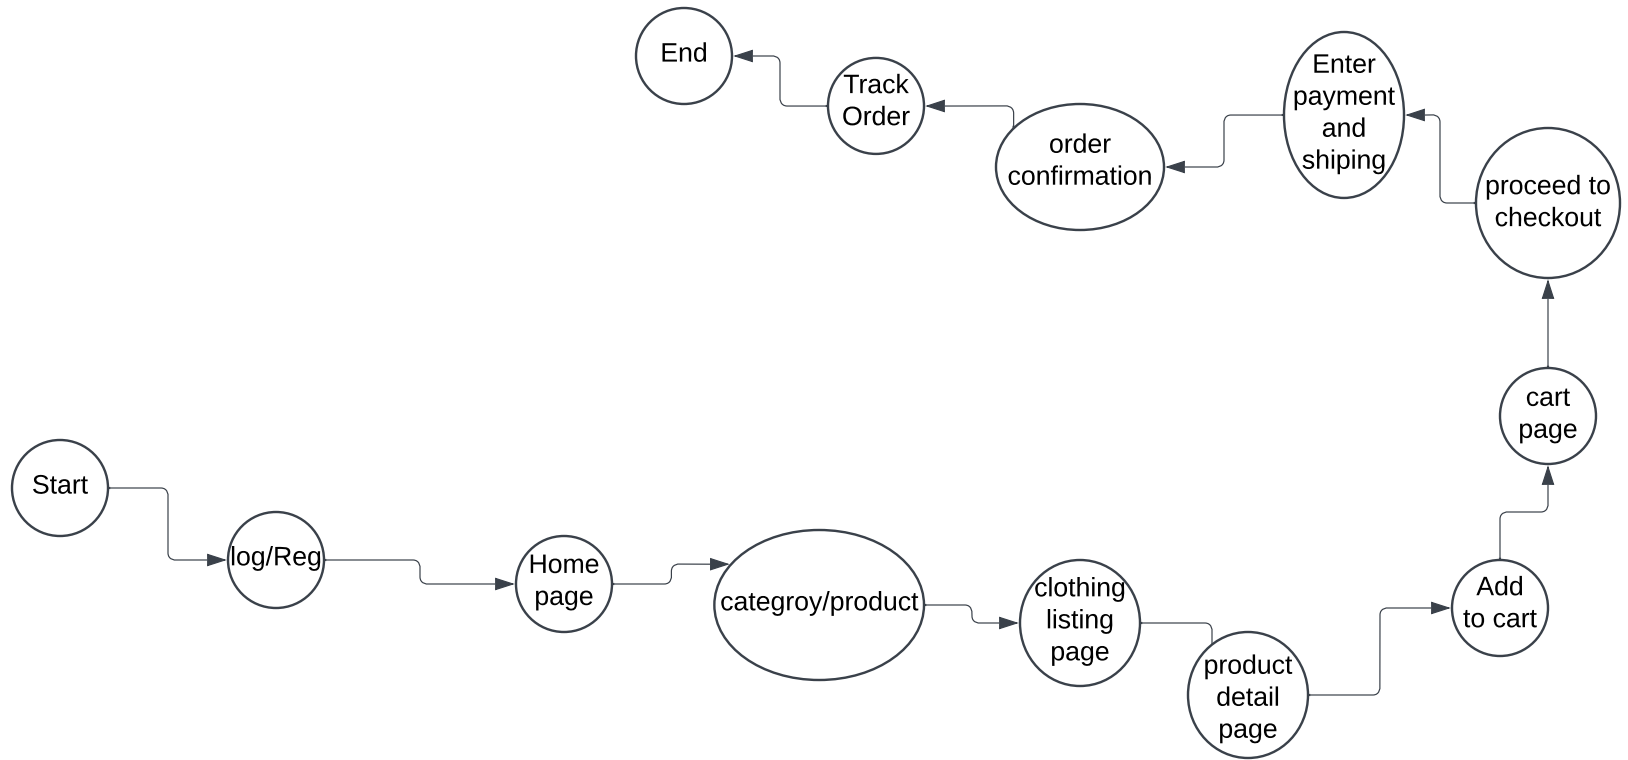 End
Track
Order
order
confirmation
Enter
payment
and
shiping
proceed to
checkout
cart
page
Start
log/Reg
Home
page
categroy/product
clothing
listing
page
product
detail
page
Add
to cart